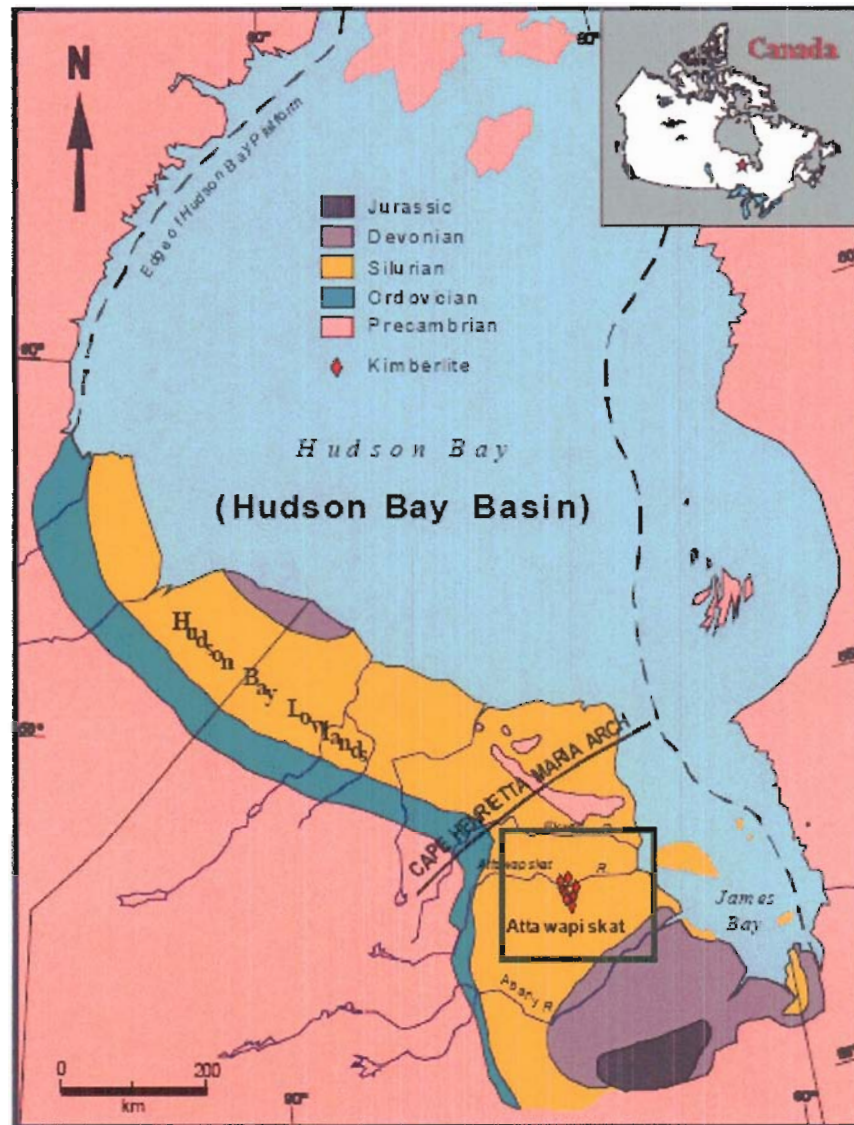 Canada
N
Edge of Hudson Bay Platform
Jurassic
Devonian
Silurian
Ordovician
Precambrian
Kimberlite
Hudson Bay
(Hudson Bay Basin)
Hudson Bay Lowlands
CAPE HENRIETTA MARIA ARCH
Attawapiskat R.
James
Bay
Attawapiskat
Albany R.
0 200
km
90°